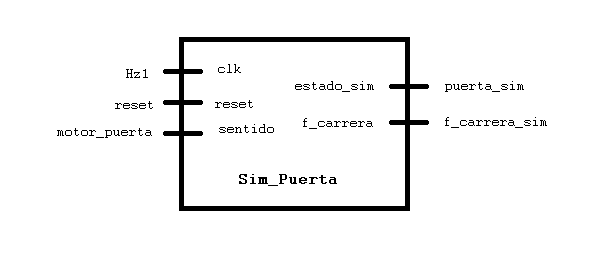 Hz1 clk
estado_sim puerta_sim
reset reset
motor_puerta sentido
f_carrera f_carrera_sim
Sim_Puerta